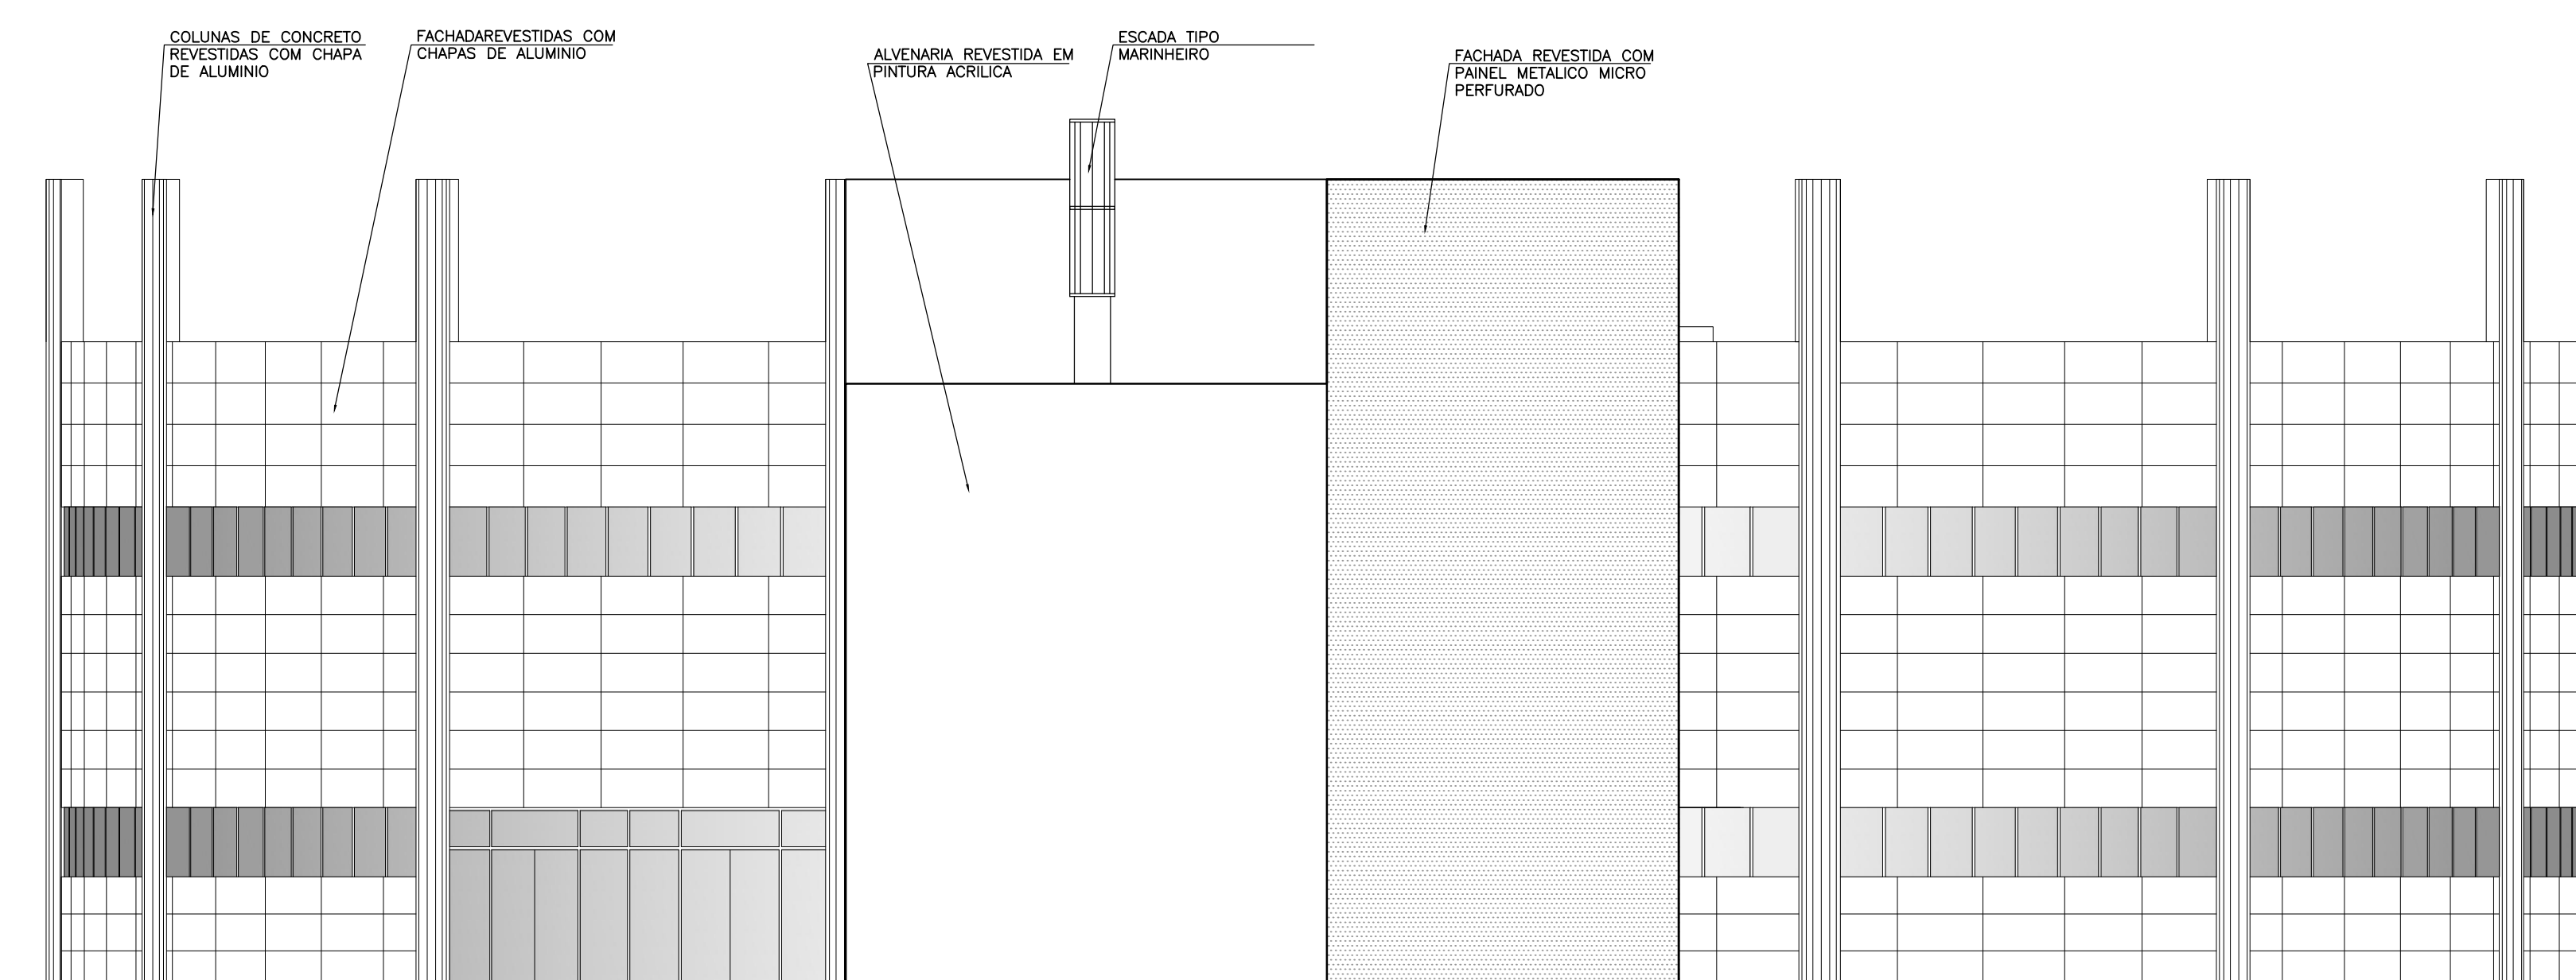 COLUNAS DE CONCRETO
REVESTIDAS COM CHAPA
DE ALUMINIO
FACHADAREVESTIDAS COM
CHAPAS DE ALUMINIO
ALVENARIA REVESTIDA EM
PINTURA ACRILICA
ESCADA TIPO
MARINHEIRO
FACHADA REVESTIDA COM
PAINEL METALICO MICRO
PERFURADO